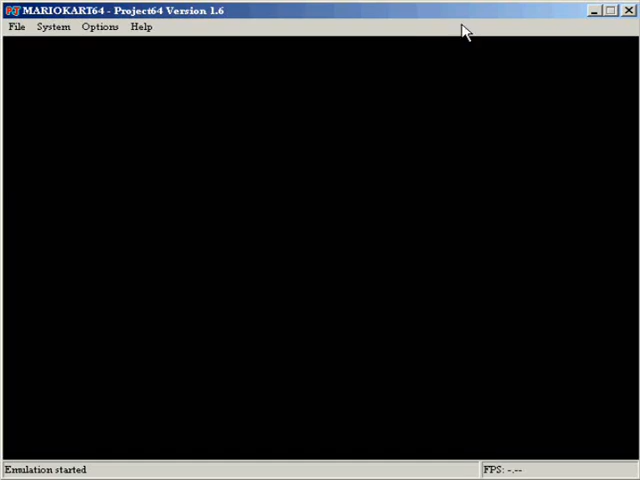 MARIOKART64 - Project64 Version 1.6
File System Options Help
Emulation started
FPS: -.--